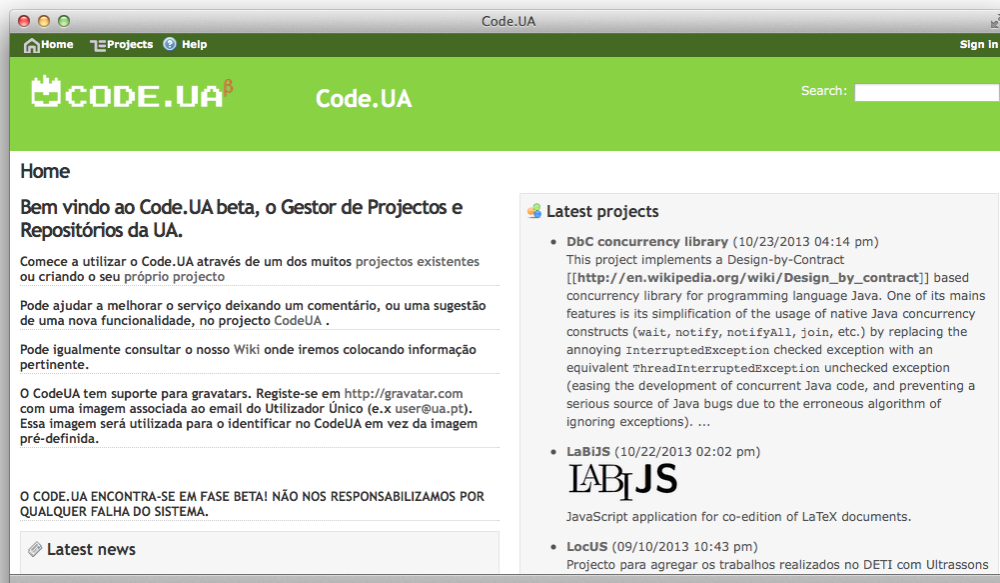 Code.UA
Home Projects Help Sign in
CODE.UAβ
Code.UA
Search:
Home
Bem vindo ao Code.UA beta, o Gestor de Projectos e
Repositórios da UA.
Comece a utilizar o Code.UA através de um dos muitos projectos existentes
ou criando o seu próprio projecto
Pode ajudar a melhorar o serviço deixando um comentário, ou uma sugestão
de uma nova funcionalidade, no projecto CodeUA .
Pode igualmente consultar o nosso Wiki onde iremos colocando informação
pertinente.
O CodeUA tem suporte para gravatars. Registe-se em http://gravatar.com
com uma imagem associada ao email do Utilizador Único (e.x user@ua.pt).
Essa imagem será utilizada para o identificar no CodeUA em vez da imagem
pré-definida.
O CODE.UA ENCONTRA-SE EM FASE BETA! NÃO NOS RESPONSABILIZAMOS POR
QUALQUER FALHA DO SISTEMA.
Latest news
Latest projects
• DbC concurrency library (10/23/2013 04:14 pm)
This project implements a Design-by-Contract
[[http://en.wikipedia.org/wiki/Design_by_contract]] based
concurrency library for programming language Java. One of its mains
features is its simplification of the usage of native Java concurrency
constructs (wait, notify, notifyAll, join, etc.) by replacing the
annoying InterruptedException checked exception with an
equivalent ThreadInterruptedException unchecked exception
(easing the development of concurrent Java code, and preventing a
serious source of Java bugs due to the erroneous algorithm of
ignoring exceptions). ...
• LaBiJS (10/22/2013 02:02 pm)
LABIJS
JavaScript application for co-edition of LaTeX documents.
• LocUS (09/10/2013 10:43 pm)
Projecto para agregar os trabalhos realizados no DETI com Ultrassons